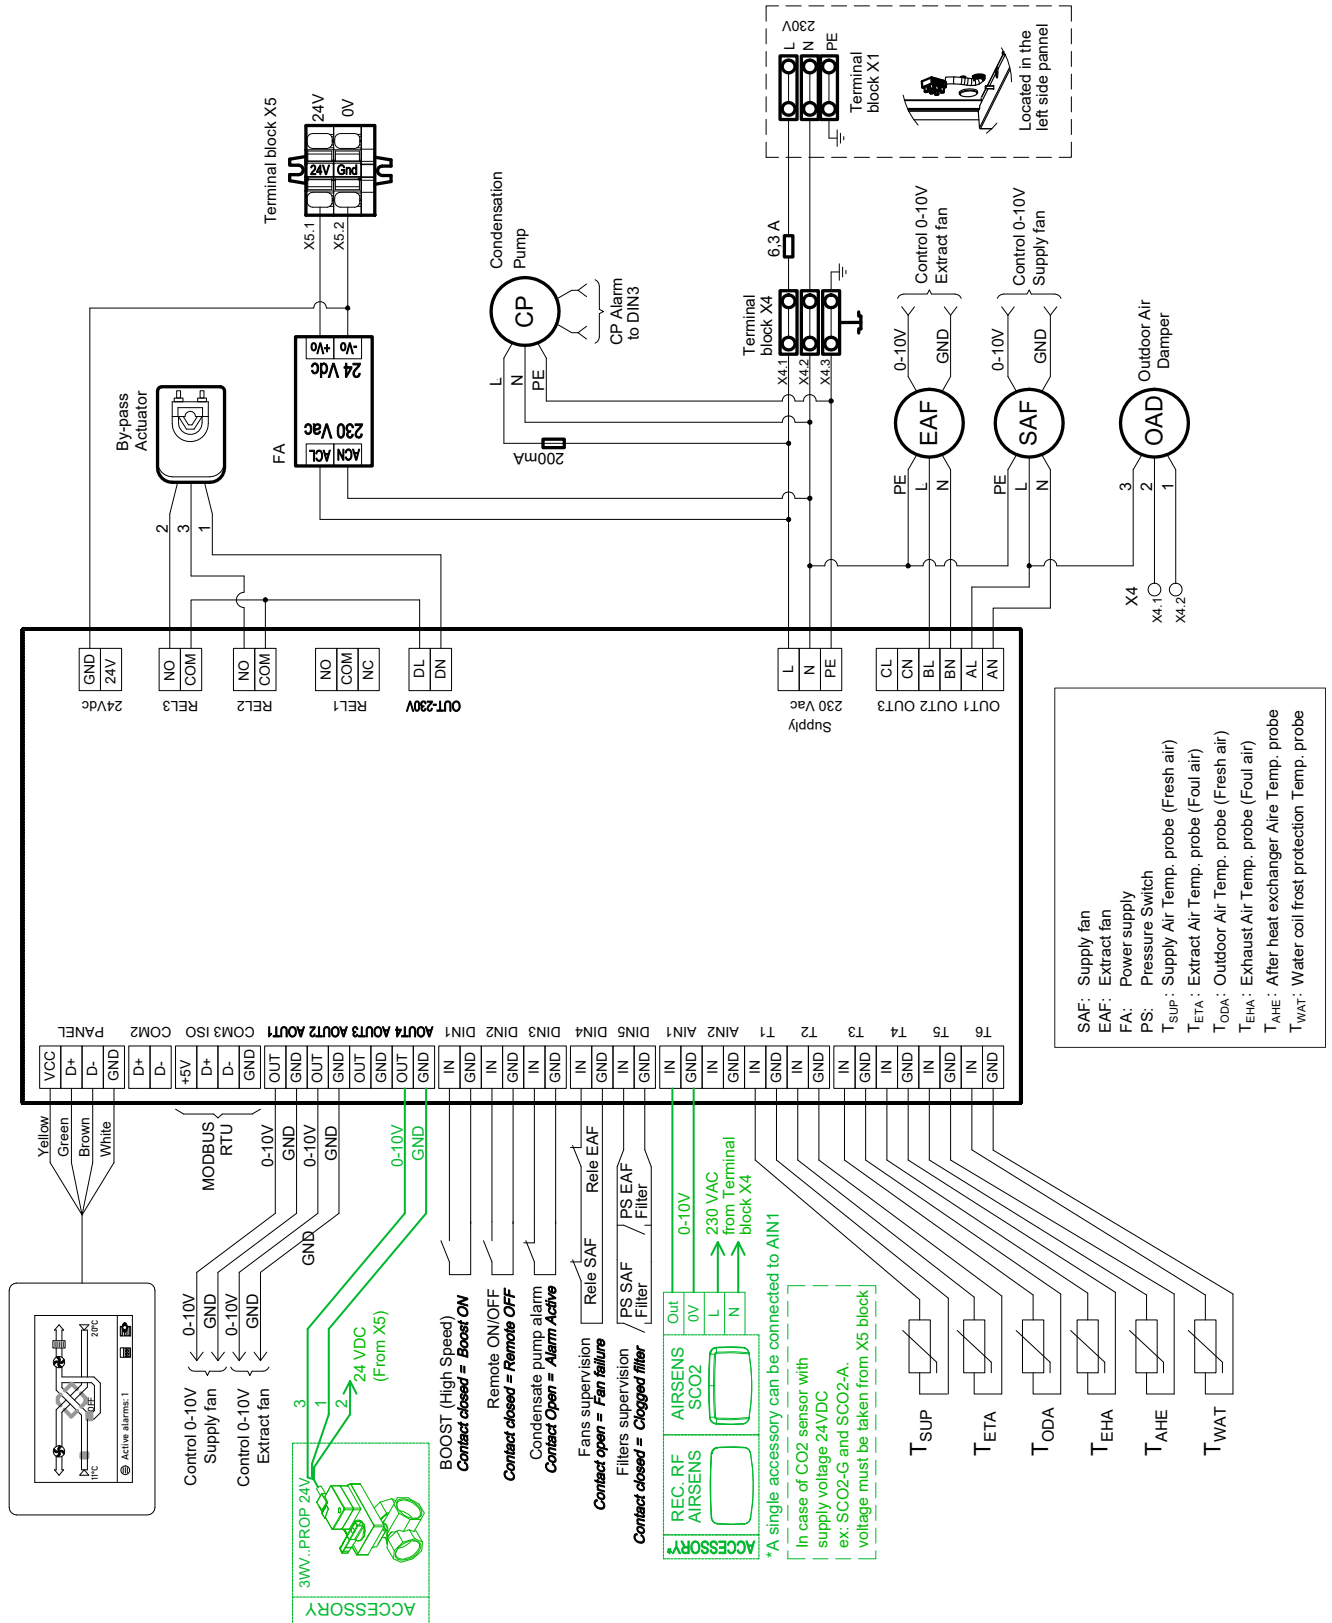 Terminal block X5
24V
0V
24V
Gnd
X5.1
X5.2
By-pass
Actuator
2
3
1
FA
ACL
ACN
230 Vac
24 Vdc
+Vo
-Vo
Condensation
Pump
CP
L
N
PE
CP Alarm
to DIN3
200mA
230V
L
N
PE
Terminal
block X1
Located in the
left side pannel
6,3 A
Terminal
block X4
X4.1
X4.2
X4.3
Control 0-10V
Extract fan
0-10V
GND
EAF
PE
L
N
Control 0-10V
Supply fan
0-10V
GND
SAF
PE
L
N
Outdoor Air
Damper
OAD
3
2
1
X4
X4.1
X4.2
GND
24V
24Vdc
NO
COM
REL3
NO
COM
REL2
NO
COM
NC
REL1
DL
DN
OUT-230V
L
N
PE
Supply
230 Vac
CL
CN
BL
BN
AL
AN
OUT1 OUT2 OUT3
VCC
D+
D-
GND
PANEL
D+
D-
COM2
+5V
D+
D-
GND
COM3 ISO
OUT
GND
OUT
GND
OUT
GND
OUT
GND
AOUT4 AOUT3 AOUT2 AOUT1
IN
GND
DIN1
IN
GND
DIN2
IN
GND
DIN3
IN
GND
DIN4
IN
GND
DIN5
IN
GND
AIN1
IN
GND
AIN2
IN
GND
T1
IN
GND
T2
IN
GND
T3
IN
GND
T4
IN
GND
T5
IN
GND
T6
Yellow
Green
Brown
White
MODBUS
RTU
0-10V
GND
0-10V
GND
GND
0-10V
GND
11ºC
20ºC
OFF
Active alarms: 1
0-10V
GND
0-10V
GND
Control 0-10V
Supply fan
Control 0-10V
Extract fan
3
1
2
24 VDC
(From X5)
3WV..PROP 24V
ACCESSORY
BOOST (High Speed)
Contact closed = Boost ON
Remote ON/OFF
Contact closed = Remote OFF
Condensate pump alarm
Contact Open = Alarm Active
Rele SAF
Rele EAF
Fans supervision
Contact open = Fan failure
PS SAF
Filter
PS EAF
Filter
Filters supervision
Contact closed = Clogged filter
0-10V
230 VAC
from Terminal
block X4
Out
0V
L
N
AIRSENS
SCO2
REC. RF
AIRSENS
ACCESSORY*
*A single accessory can be connected to AIN1
In case of CO2 sensor with
supply voltage 24VDC
ex: SCO2-G and SCO2-A.
voltage must be taken from X5 block
TSUP
TETA
TODA
TEHA
TAHE
TWAT
SAF: Supply fan
EAF: Extract fan
FA: Power supply
PS: Pressure Switch
TSUP: Supply Air Temp. probe (Fresh air)
TETA: Extract Air Temp. probe (Foul air)
TODA: Outdoor Air Temp. probe (Fresh air)
TEHA: Exhaust Air Temp. probe (Foul air)
TAHE: After heat exchanger Aire Temp. probe
TWAT: Water coil frost protection Temp. probe